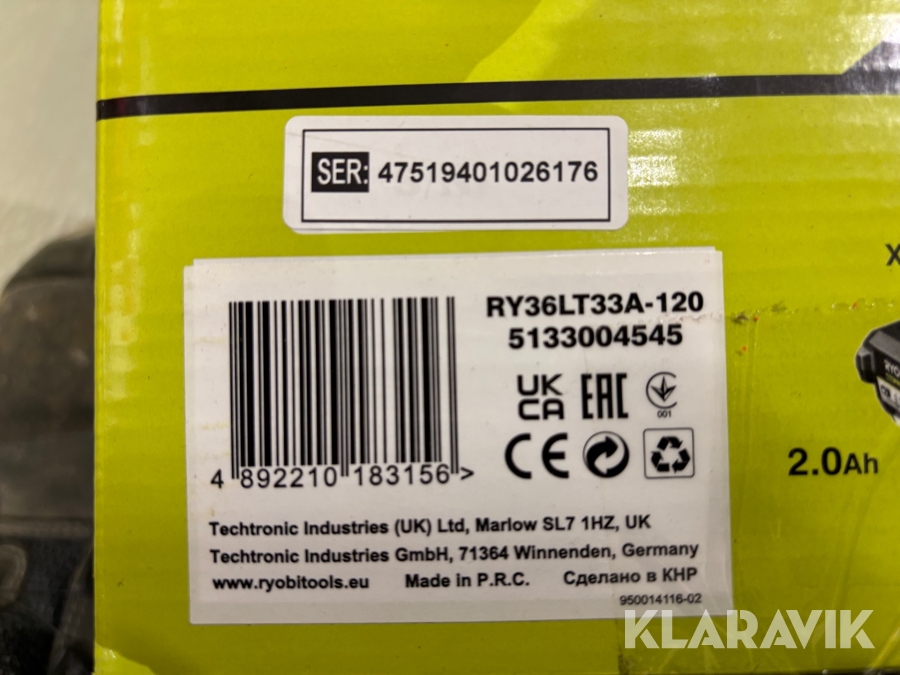 SER: 47519401026176
RY36LT33A-120
5133004545
UK
CA
EAC
001
CE
4 892210 183156 >
X
RYO
2.0Ah
Techtronic Industries (UK) Ltd, Marlow SL7 1HZ, UK
Techtronic Industries GmbH, 71364 Winnenden, Germany
www.ryobitools.eu Made in P.R.C. Сделано в КНР
950014116-02
KLARAVIK